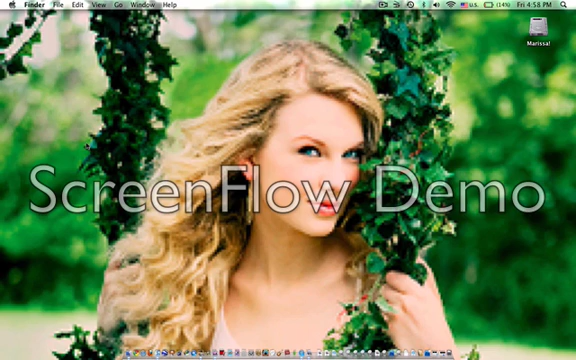 Finder File Edit View Go Window Help U.S. (14%) Fri 4:58 PM
Marissa!
ScreenFlow Demo